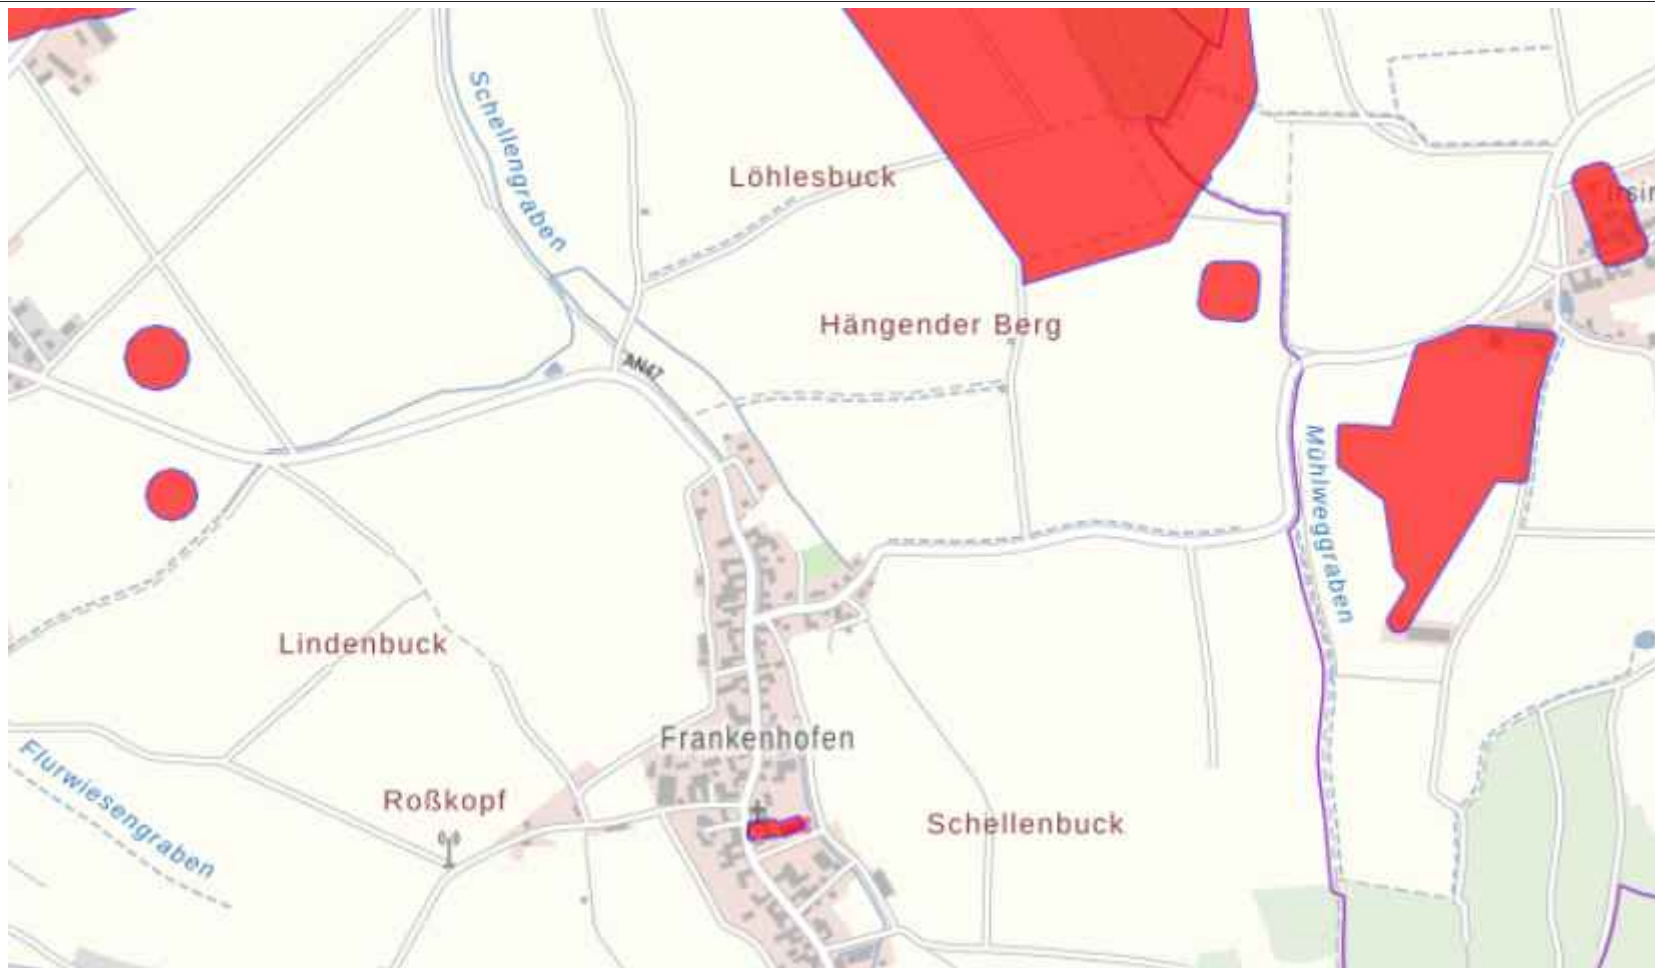 Schellengraben
Löhlesbuck
Hängender Berg
AN47
Mühlweggraben
Lindenbuck
Frankenhofen
Flurwiesengraben
Roßkopf
Schellenbuck